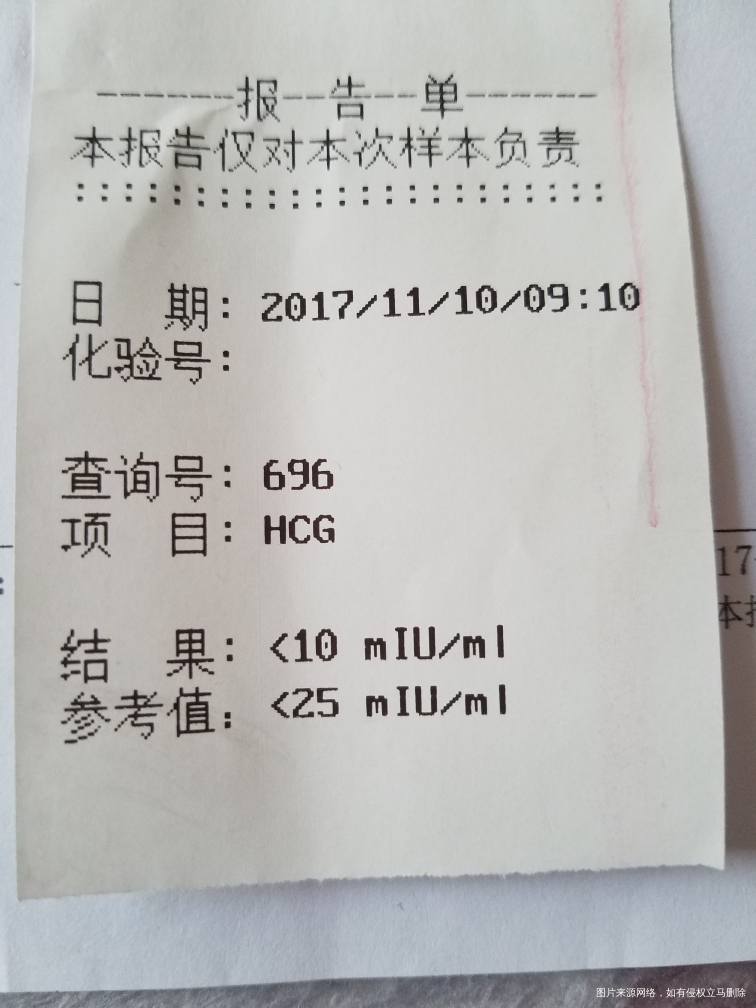 ------报--告--单------
本报告仅对本次样本负责
::::::::::::::::::::::
日 期: 2017/11/10/09:10
化验号:
查询号: 696
项 目: HCG
结 果: <10 mIU/ml
参考值: <25 mIU/ml
17
图片来源网络，如有侵权立马删除